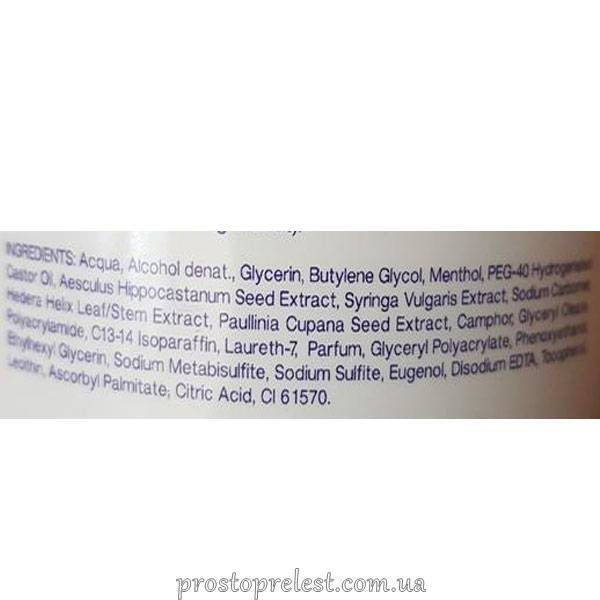 INGREDIENTS: Acqua, Alcohol denat., Glycerin, Butylene Glycol, Menthol, PEG-40 Hydrogenated
Castor Oil, Aesculus Hippocastanum Seed Extract, Syringa Vulgaris Extract, Sodium Carbomer,
Hedera Helix Leaf/Stem Extract, Paullinia Cupana Seed Extract, Camphor, Glyceryl
Polyacrylamide, C13-14 Isoparaffin, Laureth-7, Parfum, Glyceryl Polyacrylate, Phenoxyethanol,
Ethylhexyl Glycerin, Sodium Metabisulfite, Sodium Sulfite, Eugenol, Disodium EDTA, Tocopherol,
Lecithin, Ascorbyl Palmitate, Citric Acid, CI 61570.
prostoprelest.com.ua